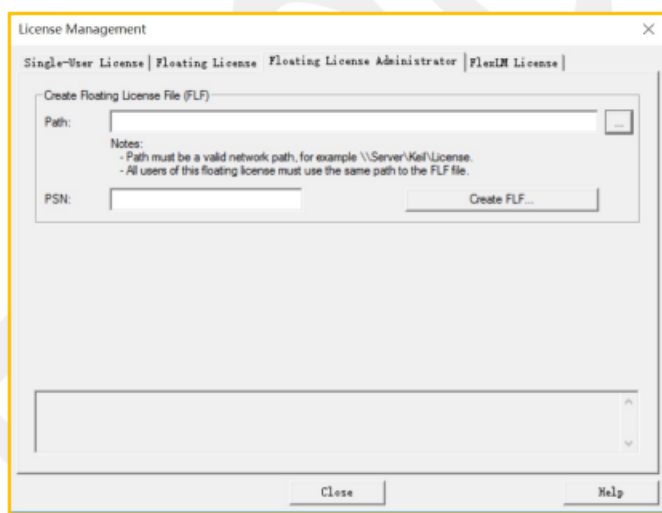 License Management
Single-User License | Floating License | Floating License Administrator | FlexLM License |
Create Floating License File (FLF)
Path:
...
Notes:
- Path must be a valid network path, for example \\Server\Keil\License.
- All users of this floating license must use the same path to the FLF file.
PSN:
Create FLF...
Close
Help